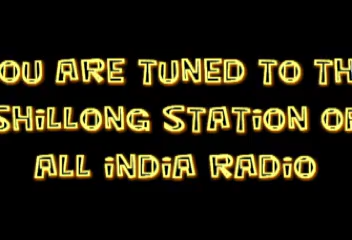 OU ARE TUNED TO TH
SHILLONG STATION OF
ALL INDIA RADIO